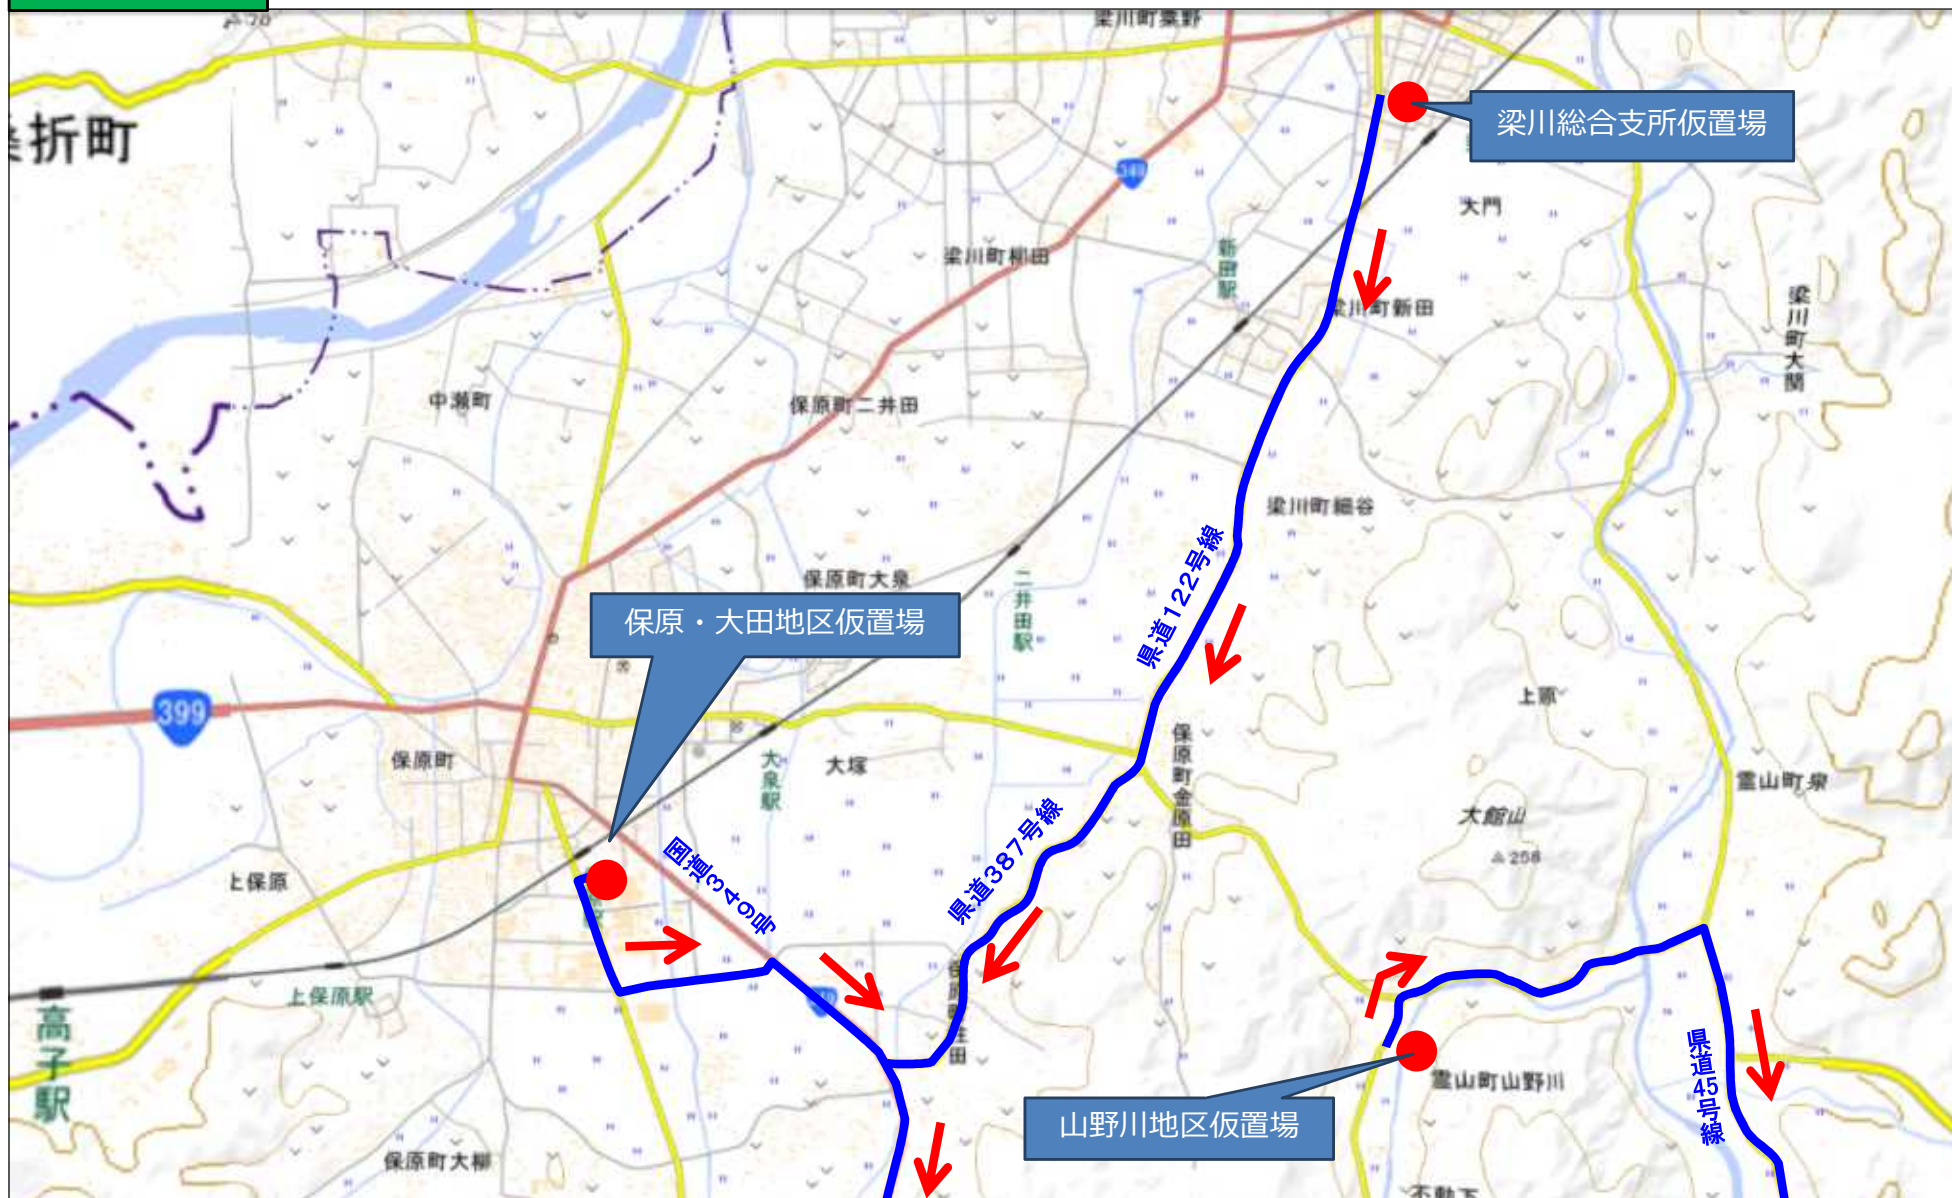 梁川町粟野
折町
梁川総合支所仮置場
349
大門
梁川町柳田
新田駅
梁川町新田
梁川町大関
中瀬町
保原町二井田
梁川町細谷
県道122号線
保原町大泉
二井田駅
保原・大田地区仮置場
399
上原
保原町
大泉駅
大塚
保原町金原田
霊山町泉
大館山
258
県道387号線
国道349号
上保原
上保原駅
高子駅
県道45号線
霊山町山野川
山野川地区仮置場
保原町大柳